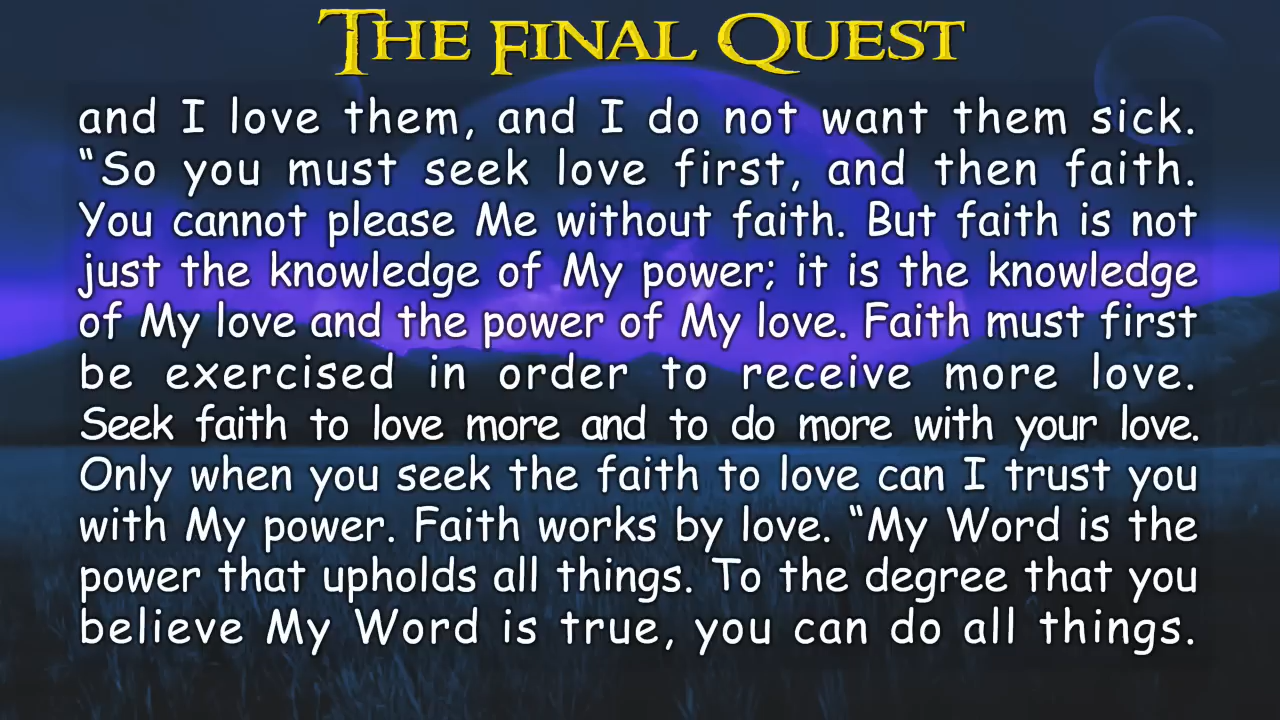 THE FINAL QUEST
and I love them, and I do not want them sick.
“So you must seek love first, and then faith.
You cannot please Me without faith. But faith is not
just the knowledge of My power; it is the knowledge
of My love and the power of My love. Faith must first
be exercised in order to receive more love.
Seek faith to love more and to do more with your love.
Only when you seek the faith to love can I trust you
with My power. Faith works by love. “My Word is the
power that upholds all things. To the degree that you
believe My Word is true, you can do all things.